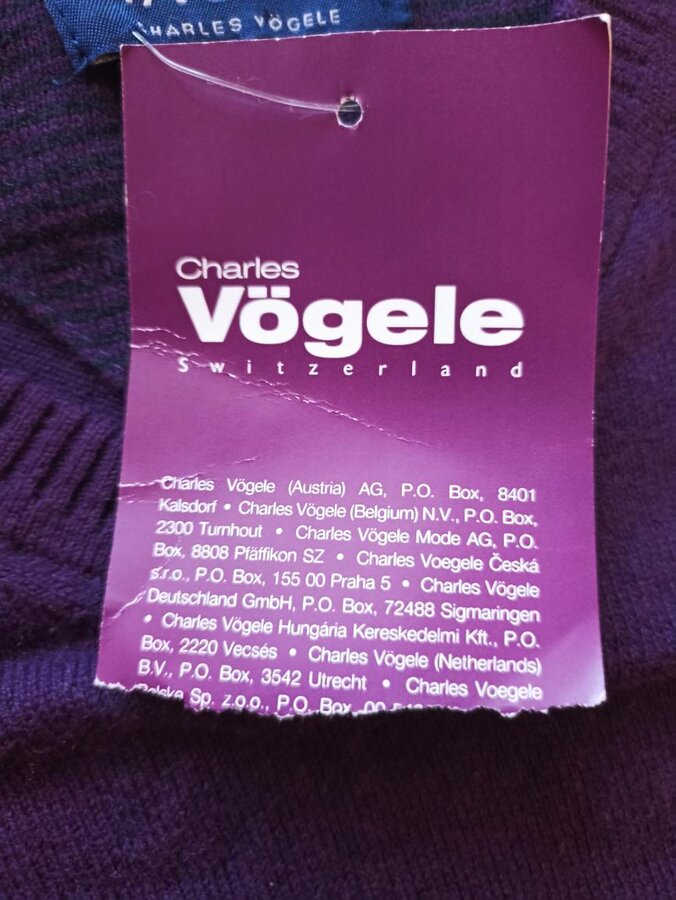 CHARLES VÖGELE
Charles
Vögele
Switzerland
Charles Vögele (Austria) AG, P.O. Box, 8401
Kalsdorf • Charles Vögele (Belgium) N.V., P.O. Box,
2300 Turnhout • Charles Vögele Mode AG, P.O.
Box, 8808 Pfäffikon SZ • Charles Voegele Česká
s.r.o., P.O. Box, 155 00 Praha 5 • Charles Vögele
Deutschland GmbH, P.O. Box, 72488 Sigmaringen
• Charles Vögele Hungária Kereskedelmi Kft., P.O.
Box, 2220 Vecsés • Charles Vögele (Netherlands)
B.V., P.O. Box, 3542 Utrecht • Charles Voegele
Polska Sp. z.o.o., P.O. Box, 00